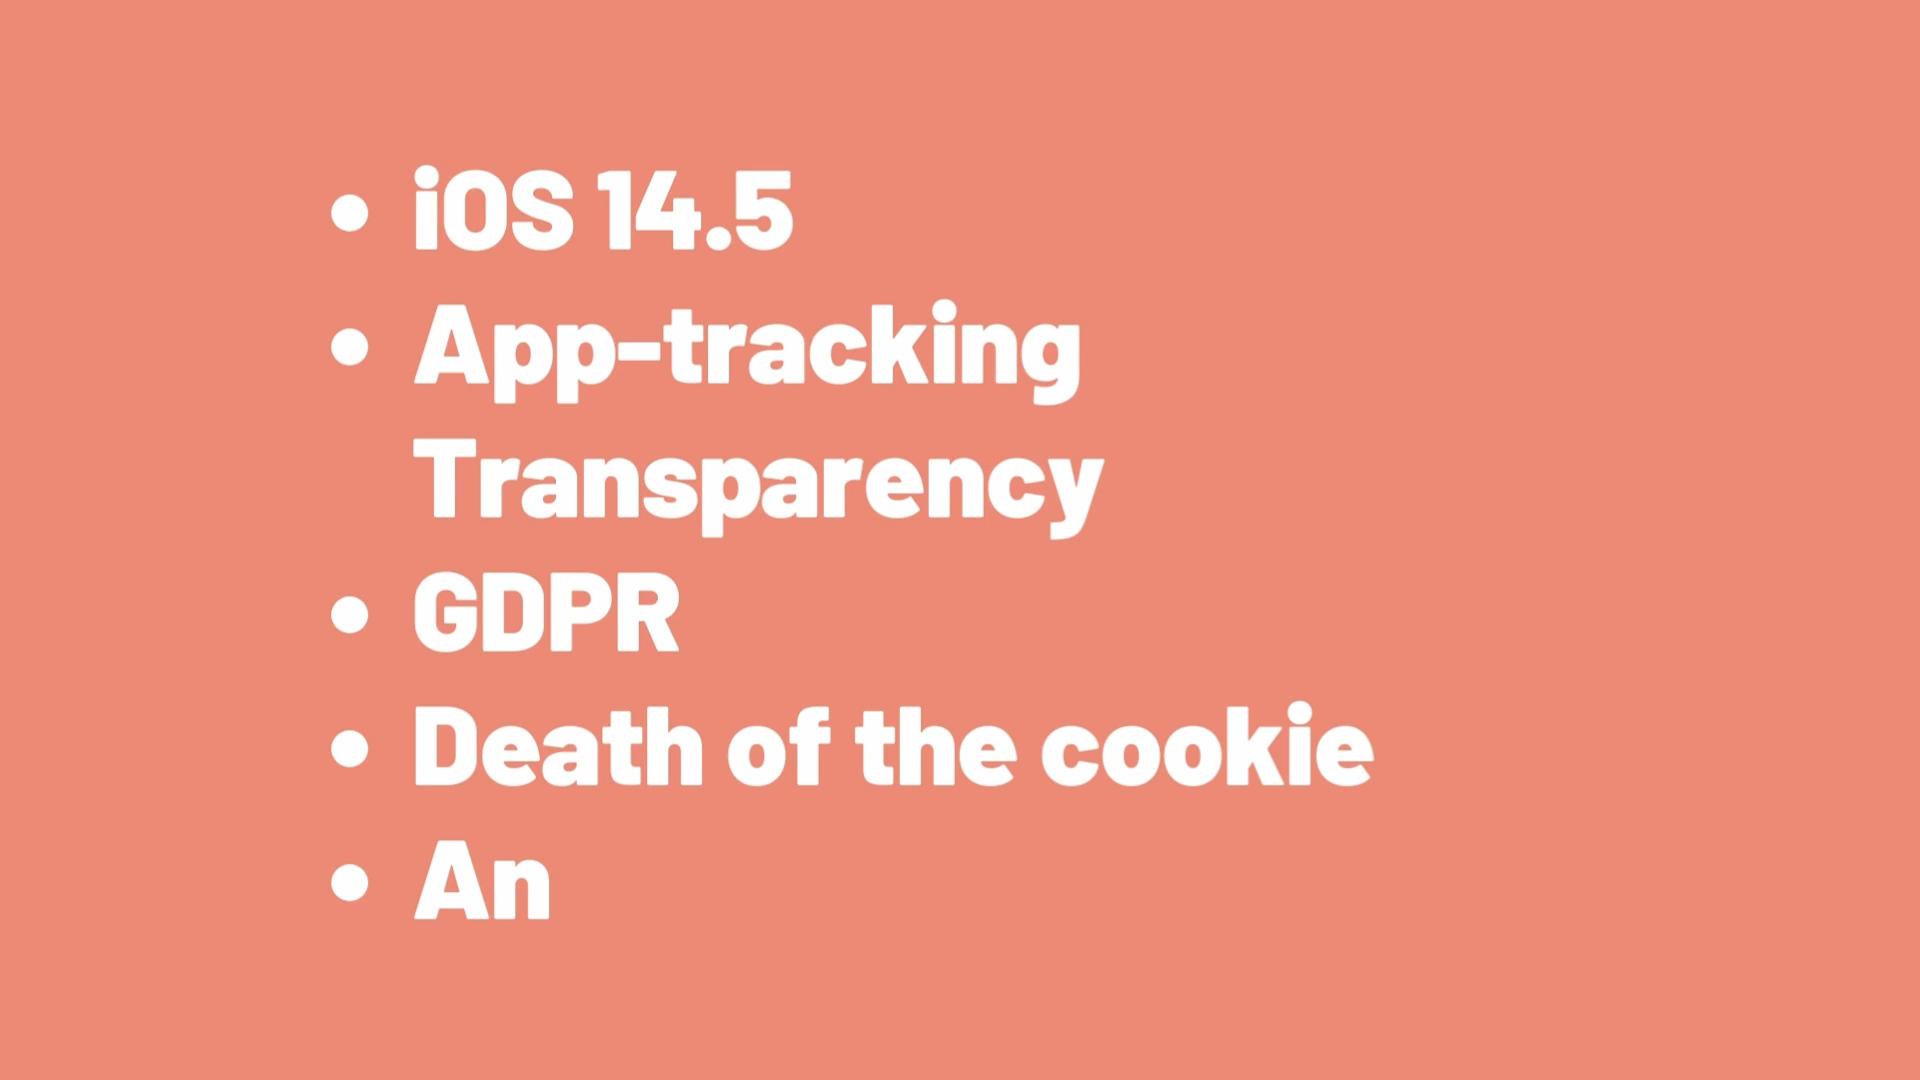 • iOS 14.5
• App-tracking
Transparency
• GDPR
• Death of the cookie
• An